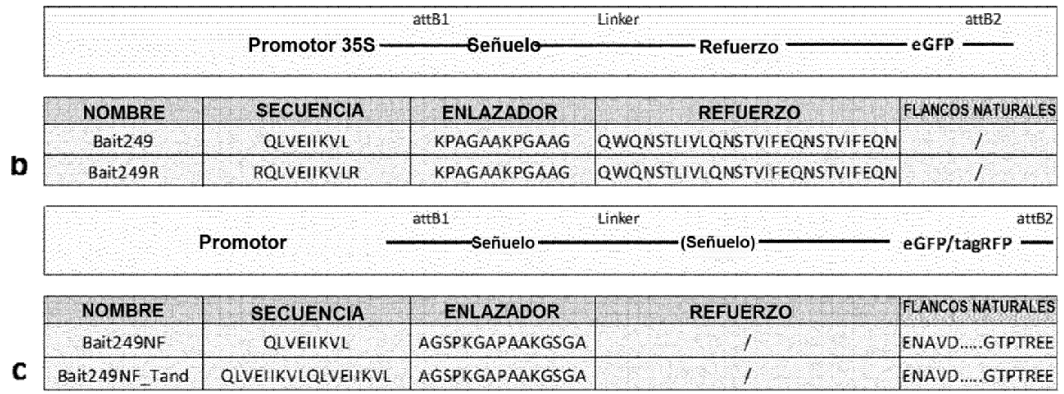 attB1 Linker attB2
Promotor 35S Señuelo Refuerzo eGFP
NOMBRE SECUENCIA ENLAZADOR REFUERZO FLANCOS NATURALES
Bait249 QLVEIIKVL KPAGAAKPGAAG QWQNSTLIVLQNSTVIFEQNSTVIFEQN /
b
Bait249R RQLVEIIKVLR KPAGAAKPGAAG QWQNSTLIVLQNSTVIFEQNSTVIFEQN /
attB1 Linker attB2
Promotor Señuelo (Señuelo) eGFP/tagRFP
NOMBRE SECUENCIA ENLAZADOR REFUERZO FLANCOS NATURALES
Bait249NF QLVEIIKVL AGSPKGAPAAKGSGA / ENAVD.....GTPTREE
c Bait249NF_Tand QLVEIIKVLQLVEIIKVL AGSPKGAPAAKGSGA / ENAVD.....GTPTREE